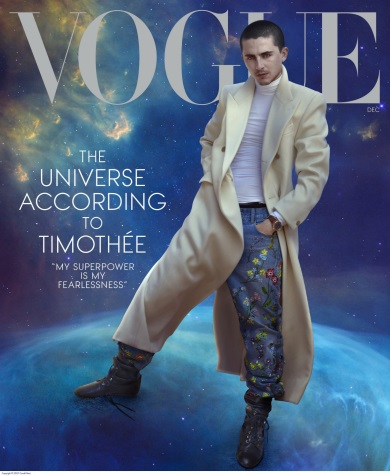 VOGUE
DEC
THE
UNIVERSE
ACCORDING
TO
TIMOTHÉE
"MY SUPERPOWER
IS MY
FEARLESSNESS"